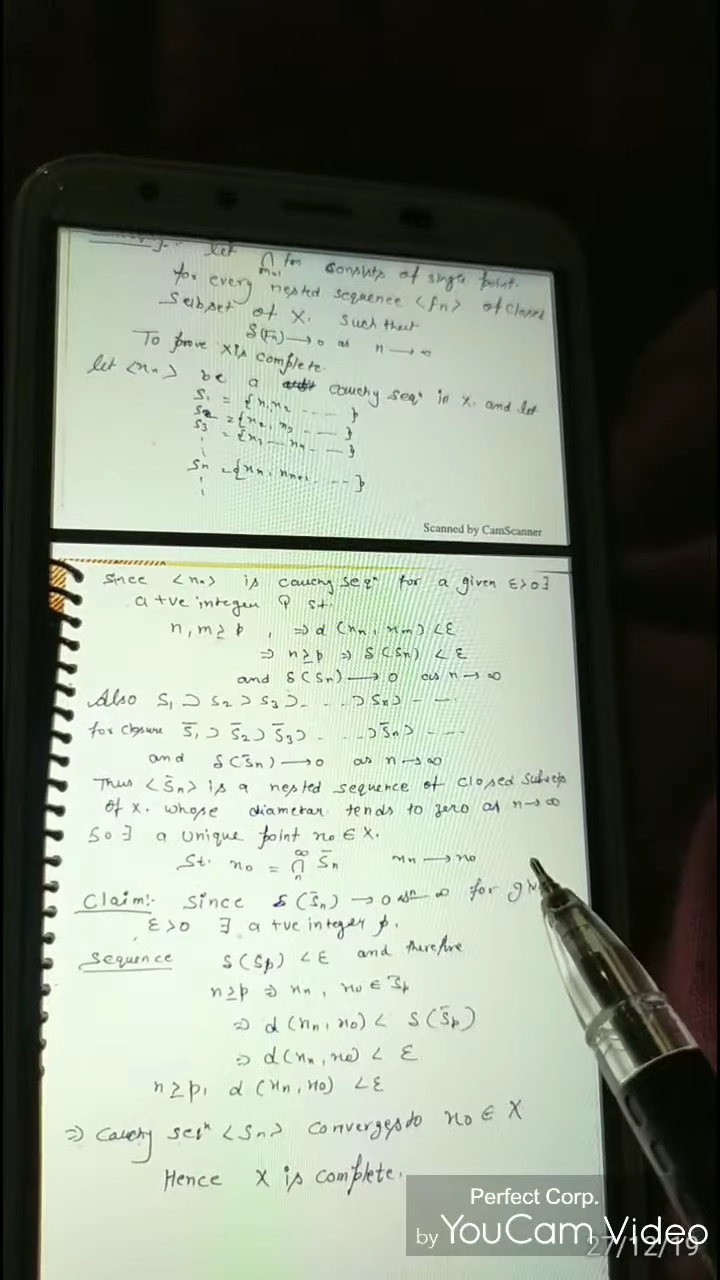 let ∩ Fn consists of single point.
n=1
for every nested sequence <Fn> of closed
Subset of X. Such that
δ(Fn) → 0 as n → ∞
To prove X is complete.
let <xn> be a cauchy seqn in X. and let
S1 = {x1, x2 .... }
S2 = {x2, x3 .... }
S3 = {x3 ... x4 ... }
Sn = {xn, xn+1 .... }
Scanned by CamScanner
Since <xn> is cauchy seqn for a given ε>0 ∃
a +ve integer p St.
n, m ≥ p, ⇒ d (xn, xm) < ε
⇒ n ≥ p ⇒ δ(Sn) < ε
and δ(Sn) → 0 as n → ∞
Also S1 ⊃ S2 ⊃ S3 ⊃ .... ⊃ Sn ⊃ ....
for closure S̄1 ⊃ S̄2 ⊃ S̄3 ⊃ .... ⊃ S̄n ⊃ ....
and δ(S̄n) → 0 as n → ∞
Thus <S̄n> is a nested sequence of closed subsets
of X. whose diameter tends to zero as n → ∞
So ∃ a unique point x0 ∈ X.
∞
St. x0 = ∩ S̄n xn → x0
n
Claim:- Since δ(S̄n) → 0 as n ∞ for
ε>0 ∃ a +ve integer p.
Sequence δ(S̄p) < ε and therefore
n ≥ p ⇒ xn, x0 ∈ S̄p
⇒ d (xn, x0) < δ(S̄p)
⇒ d(xn, x0) < ε
n ≥ p, d (xn, x0) < ε
⇒ Cauchy seqn <Sn> converges to x0 ∈ X
Hence X is complete.
Perfect Corp.
by YouCam Video
27/12/19